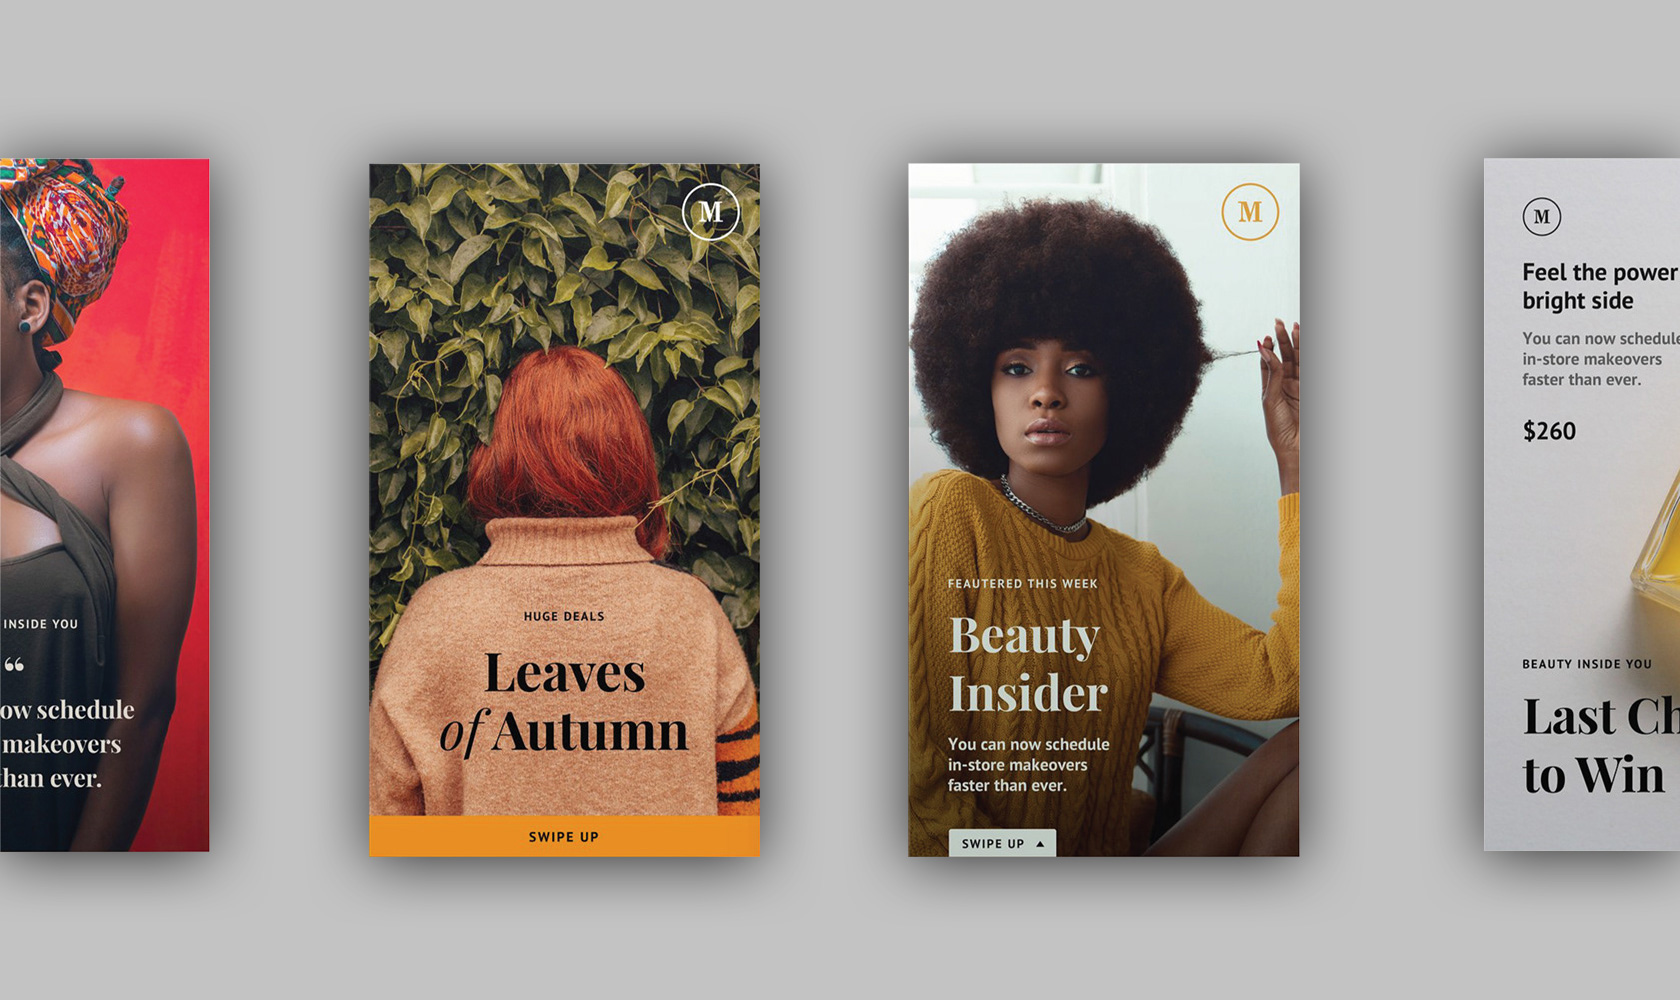 INSIDE YOU
“
ow schedule
makeovers
than ever.
M
HUGE DEALS
Leaves
of Autumn
SWIPE UP
M
FEAUTERED THIS WEEK
Beauty
Insider
You can now schedule
in-store makeovers
faster than ever.
SWIPE UP
M
Feel the power
bright side
You can now schedule
in-store makeovers
faster than ever.
$260
BEAUTY INSIDE YOU
Last Ch
to Win